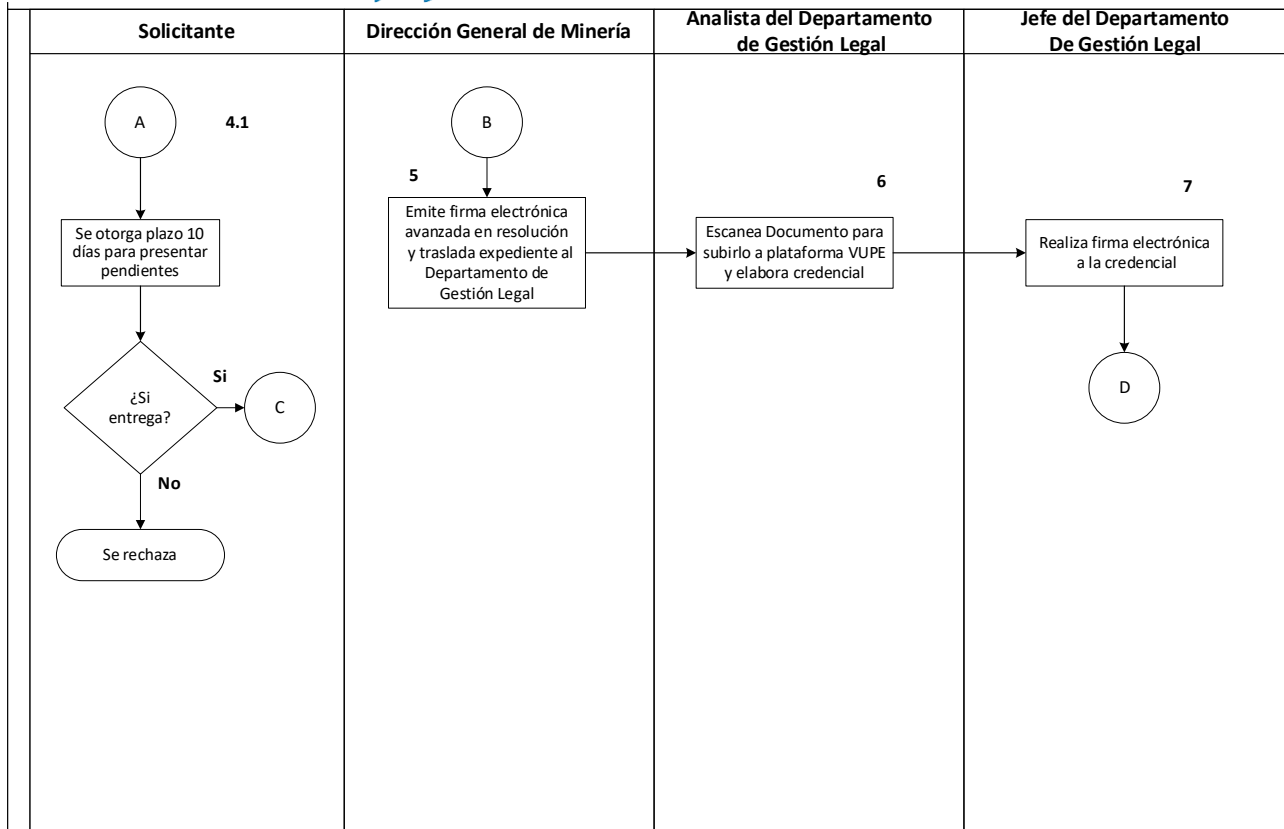 Solicitante
Dirección General de Minería
Analista del Departamento
de Gestión Legal
Jefe del Departamento
De Gestión Legal
A
4.1
Se otorga plazo 10
días para presentar
pendientes
¿Si
entrega?
Si
C
No
Se rechaza
B
5
Emite firma electrónica
avanzada en resolución
y traslada expediente al
Departamento de
Gestión Legal
6
Escanea Documento para
subirlo a plataforma VUPE
y elabora credencial
7
Realiza firma electrónica
a la credencial
D